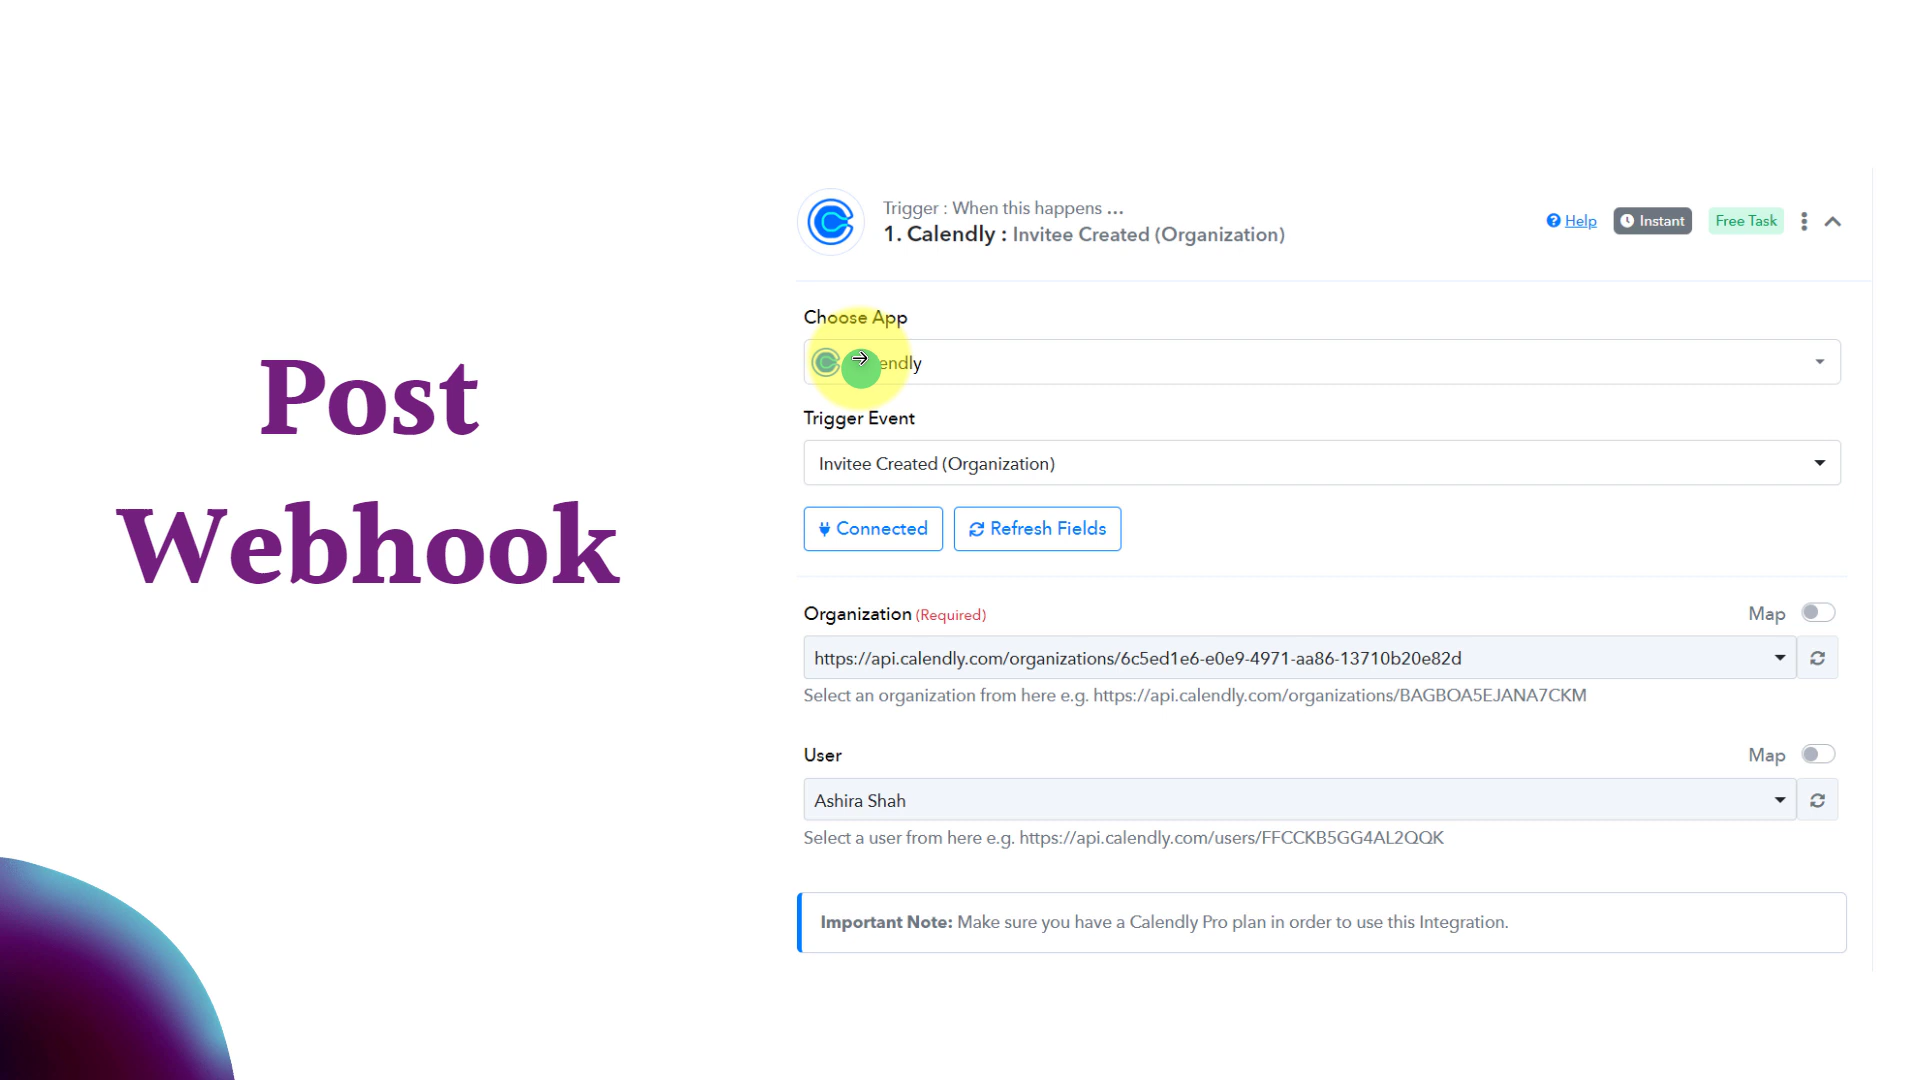 Post
Webhook
Trigger : When this happens ...
1. Calendly : Invitee Created (Organization)
Help
Instant
Free Task
Choose App
endly
Trigger Event
Invitee Created (Organization)
Connected
Refresh Fields
Organization (Required)
Map
https://api.calendly.com/organizations/6c5ed1e6-e0e9-4971-aa86-13710b20e82d
Select an organization from here e.g. https://api.calendly.com/organizations/BAGBOA5EJANA7CKM
User
Map
Ashira Shah
Select a user from here e.g. https://api.calendly.com/users/FFCCKB5GG4AL2QQK
Important Note: Make sure you have a Calendly Pro plan in order to use this Integration.